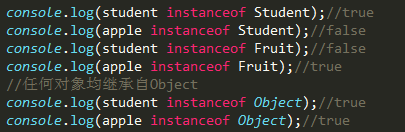 console.log(student instanceof Student);//true
console.log(apple instanceof Student);//false
console.log(student instanceof Fruit);//false
console.log(apple instanceof Fruit);//true
//任何对象均继承自Object
console.log(student instanceof Object);//true
console.log(apple instanceof Object);//true